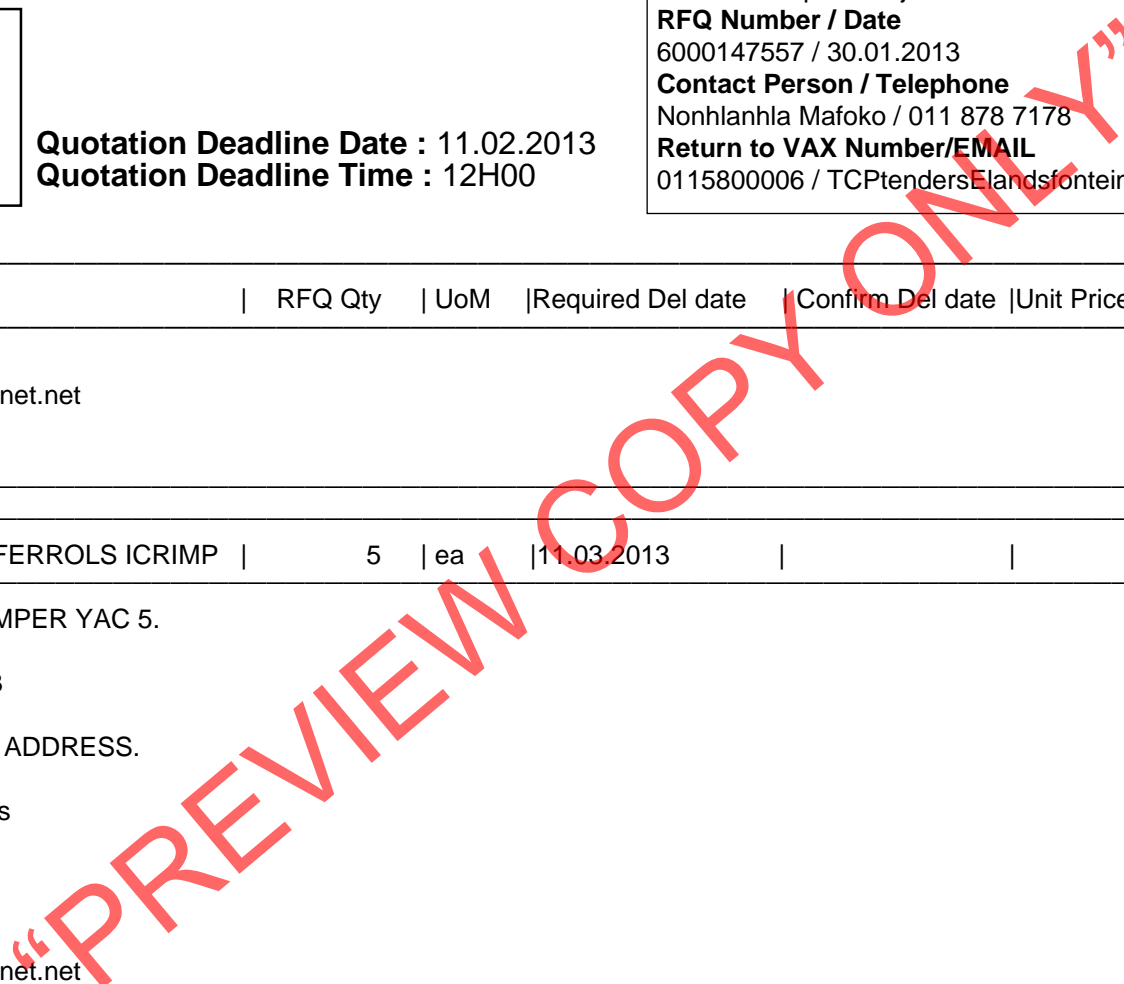 RFQ Number / Date
6000147557 / 30.01.2013
Contact Person / Telephone
Nonhlanhla Mafoko / 011 878 7178
Return to VAX Number/EMAIL
0115800006 / TCPtendersElandsfontein
Quotation Deadline Date : 11.02.2013
Quotation Deadline Time : 12H00
| RFQ Qty | UoM |Required Del date | Confirm Del date |Unit Price
net.net
FERROLS ICRIMP | 5 | ea |11.03.2013 | |
MPER YAC 5.
ADDRESS.
s
net.net
“PREVIEW COPY ONLY”